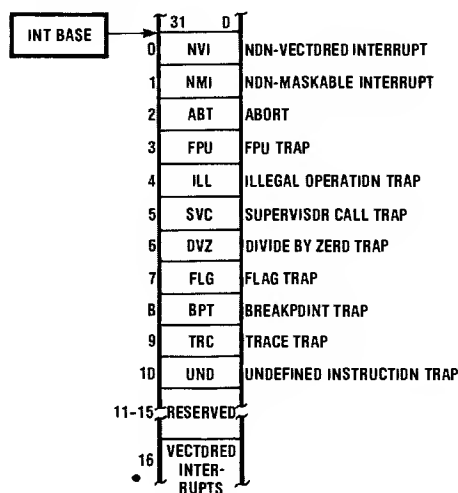 31 0
INT BASE
0 NVI NON-VECTORED INTERRUPT
1 NMI NON-MASKABLE INTERRUPT
2 ABT ABORT
3 FPU FPU TRAP
4 ILL ILLEGAL OPERATION TRAP
5 SVC SUPERVISOR CALL TRAP
6 DVZ DIVIDE BY ZERO TRAP
7 FLG FLAG TRAP
8 BPT BREAKPOINT TRAP
9 TRC TRACE TRAP
10 UND UNDEFINED INSTRUCTION TRAP
11-15 RESERVED
16 VECTORED
INTER-
RUPTS